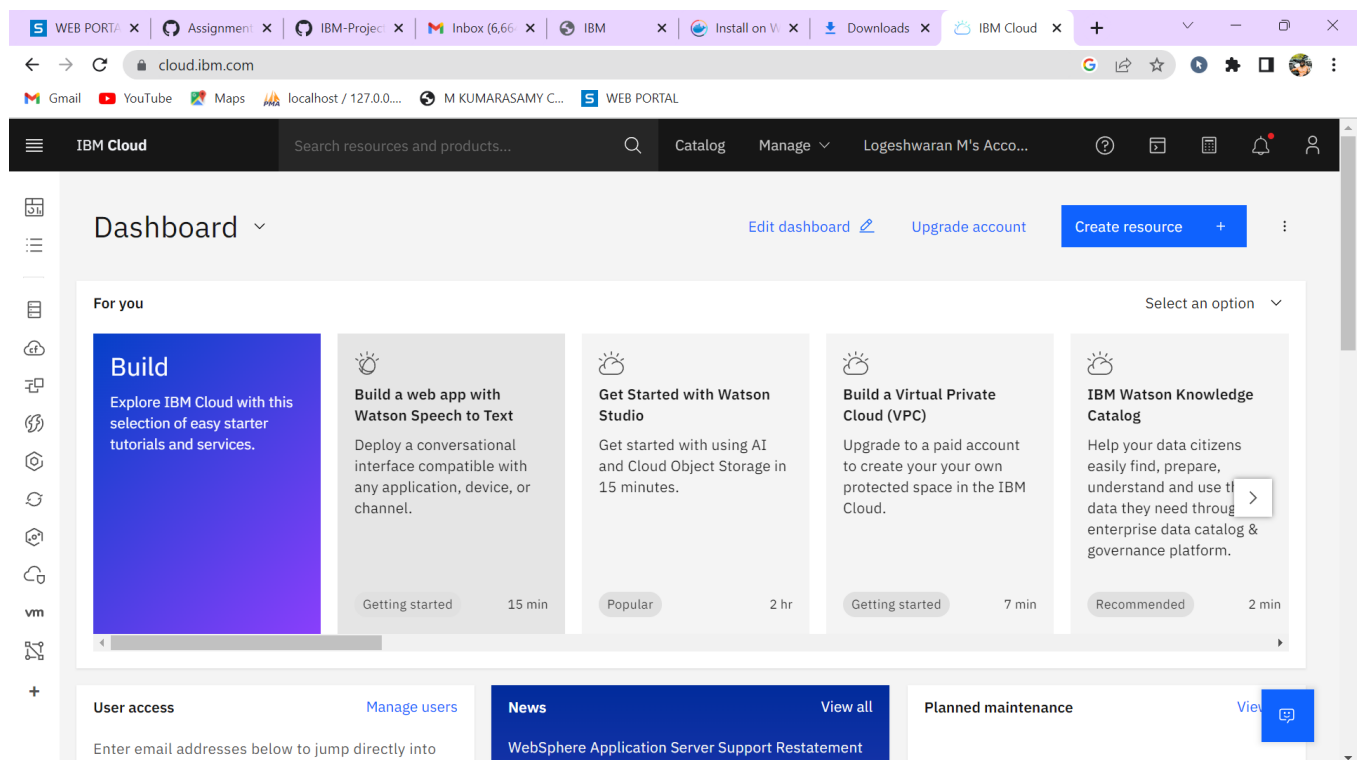 WEB PORTA
Assignment
IBM-Project
Inbox (6,66
IBM
Install on W
Downloads
IBM Cloud
cloud.ibm.com
Gmail
YouTube
Maps
localhost / 127.0.0....
M KUMARASAMY C...
WEB PORTAL
IBM Cloud
Search resources and products...
Catalog
Manage
Logeshwaran M's Acco...
Dashboard
Edit dashboard
Upgrade account
Create resource +
For you
Select an option
Build
Explore IBM Cloud with this
selection of easy starter
tutorials and services.
Build a web app with
Watson Speech to Text
Deploy a conversational
interface compatible with
any application, device, or
channel.
Getting started 15 min
Get Started with Watson
Studio
Get started with using AI
and Cloud Object Storage in
15 minutes.
Popular 2 hr
Build a Virtual Private
Cloud (VPC)
Upgrade to a paid account
to create your your own
protected space in the IBM
Cloud.
Getting started 7 min
IBM Watson Knowledge
Catalog
Help your data citizens
easily find, prepare,
understand and use th
data they need throug
enterprise data catalog &
governance platform.
Recommended 2 min
vm
User access
Manage users
Enter email addresses below to jump directly into
News
View all
WebSphere Application Server Support Restatement
Planned maintenance